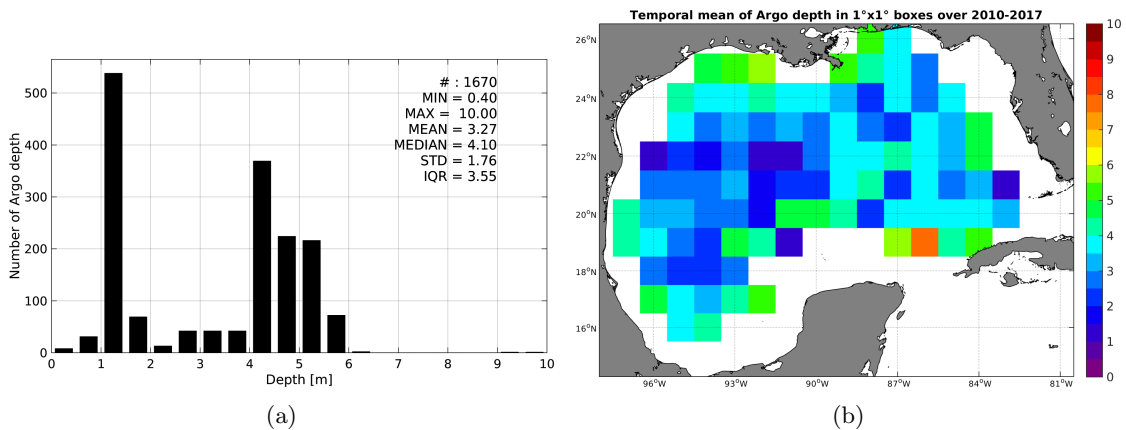 Temporal mean of Argo depth in 1°x1° boxes over 2010-2017
# : 1670
MIN = 0.40
MAX = 10.00
MEAN = 3.27
MEDIAN = 4.10
STD = 1.76
IQR = 3.55
Number of Argo depth
500
400
300
200
100
0
0 1 2 3 4 5 6 7 8 9 10
Depth [m]
26°N
24°N
22°N
20°N
18°N
16°N
96°W 93°W 90°W 87°W 84°W 81°W
10
9
8
7
6
5
4
3
2
1
0
(a) (b)